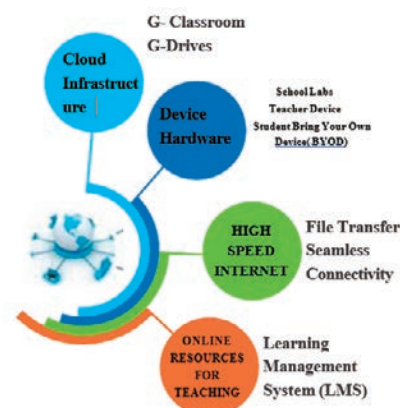 G- Classroom
G-Drives
Cloud
Infrastruct
ure
Device
Hardware
School Labs
Teacher Device
Student Bring Your Own
Device( BYOD)
HIGH
SPEED
INTERNET
File Transfer
Seamless
Connectivity
ONLINE
RESOURCES
FOR
TEACHING
Learning
Management
System (LMS)